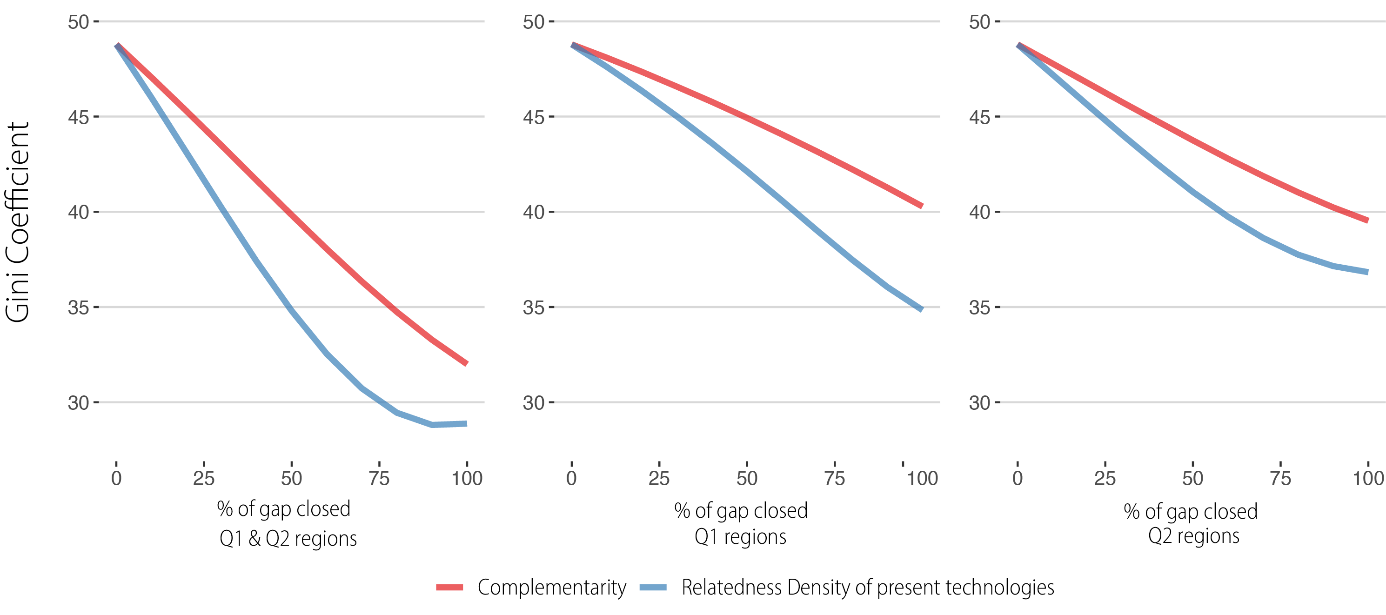 Gini Coefficient
50
45
40
35
30
0 25 50 75 100
% of gap closed
Q1 & Q2 regions
50
45
40
35
30
0 25 50 75 100
% of gap closed
Q1 regions
50
45
40
35
30
0 25 50 75 100
% of gap closed
Q2 regions
Complementarity Relatedness Density of present technologies